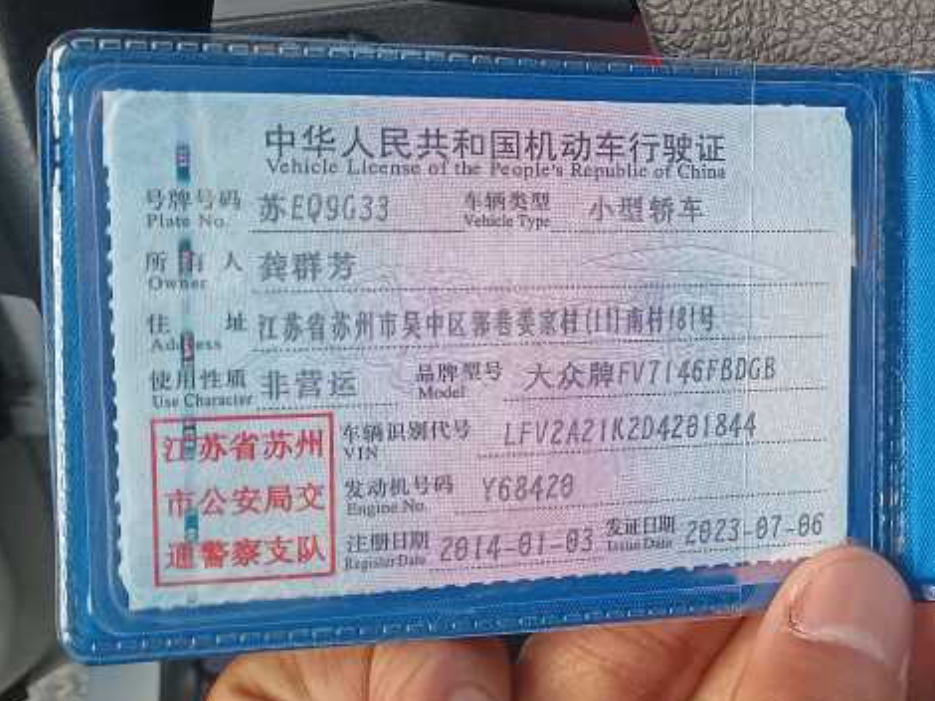 中华人民共和国机动车行驶证
Vehicle License of the People's Republic of China
号牌号码 苏EQ9G33 车辆类型 小型轿车
Plate No. Vehicle Type
所有人 龚群芳
Owner
住址 江苏省苏州市吴中区郭巷姜家村(11)南村181号
Address
使用性质 非营运 品牌型号 大众牌FV7146FBDGB
Use Character Model
江苏省苏州 车辆识别代号 LFV2A21K2D4201844
VIN
市公安局交 发动机号码 Y68420
Engine No.
通警察支队 注册日期 2014-01-03 发证日期 2023-07-06
Register Date Issue Date